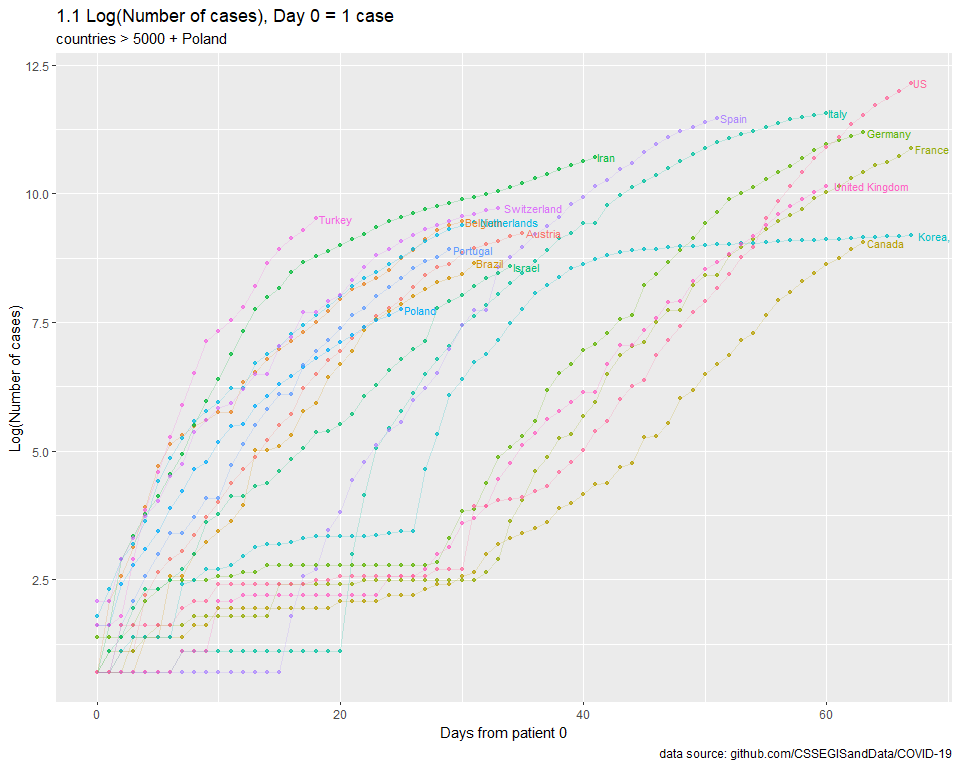 1.1 Log(Number of cases), Day 0 = 1 case
countries > 5000 + Poland
12.5
US
Spain
Italy
Germany
France
Iran
10.0
United Kingdom
Switzerland
Turkey
Belgium
Netherlands
Austria
Korea,
Canada
Portugal
Brazil
Israel
7.5
Poland
Log(Number of cases)
5.0
2.5
0
20
40
60
Days from patient 0
data source: github.com/CSSEGISandData/COVID-19